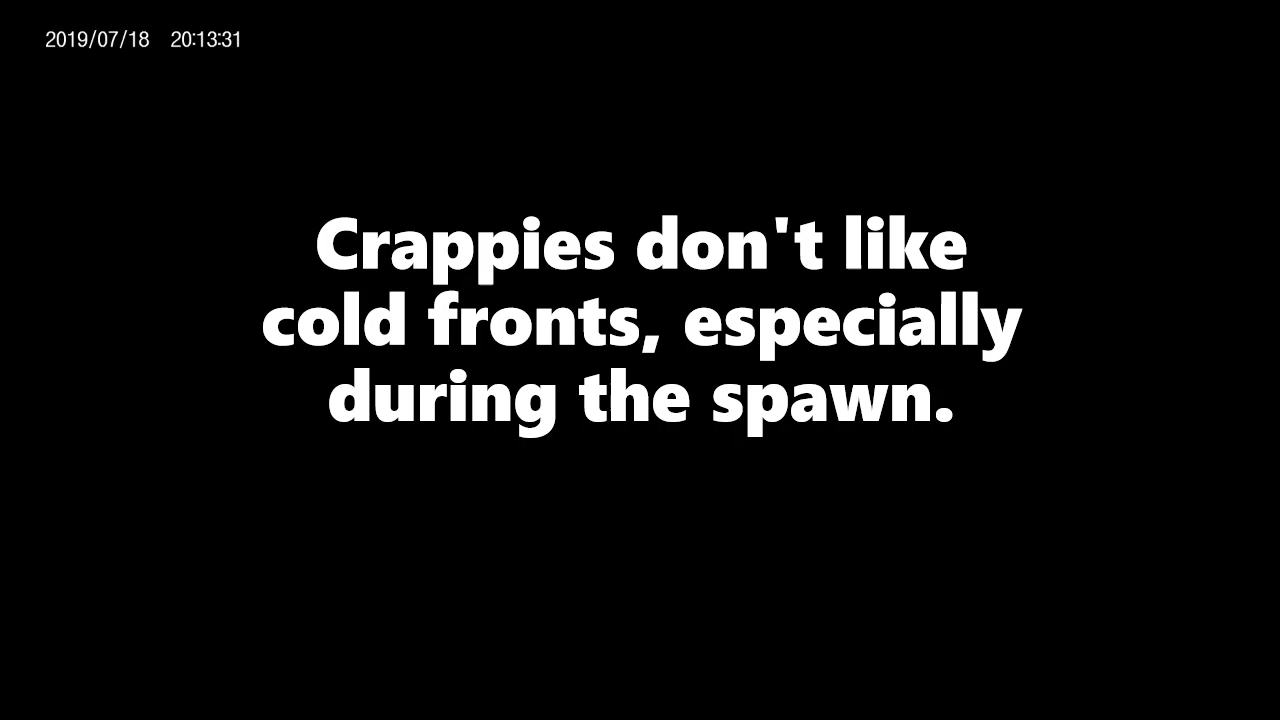 2019/07/18 20:13:31
Crappies don't like
cold fronts, especially
during the spawn.